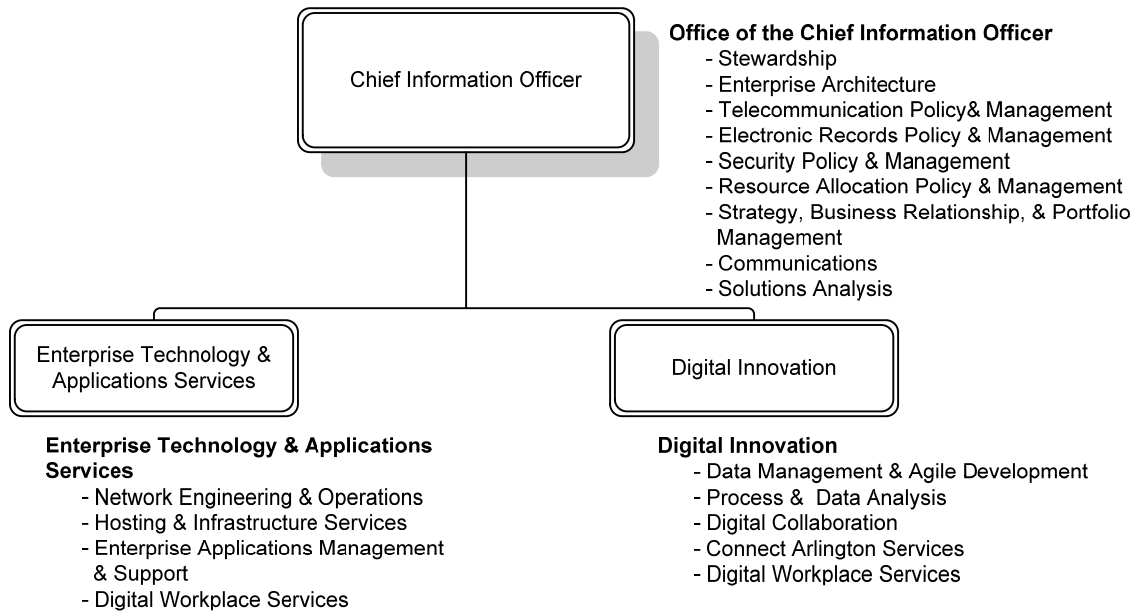 Chief Information Officer
Office of the Chief Information Officer
- Stewardship
- Enterprise Architecture
- Telecommunication Policy& Management
- Electronic Records Policy & Management
- Security Policy & Management
- Resource Allocation Policy & Management
- Strategy, Business Relationship, & Portfolio
Management
- Communications
- Solutions Analysis
Enterprise Technology &
Applications Services
Enterprise Technology & Applications
Services
- Network Engineering & Operations
- Hosting & Infrastructure Services
- Enterprise Applications Management
& Support
- Digital Workplace Services
Digital Innovation
Digital Innovation
- Data Management & Agile Development
- Process &  Data Analysis
- Digital Collaboration
- Connect Arlington Services
- Digital Workplace Services